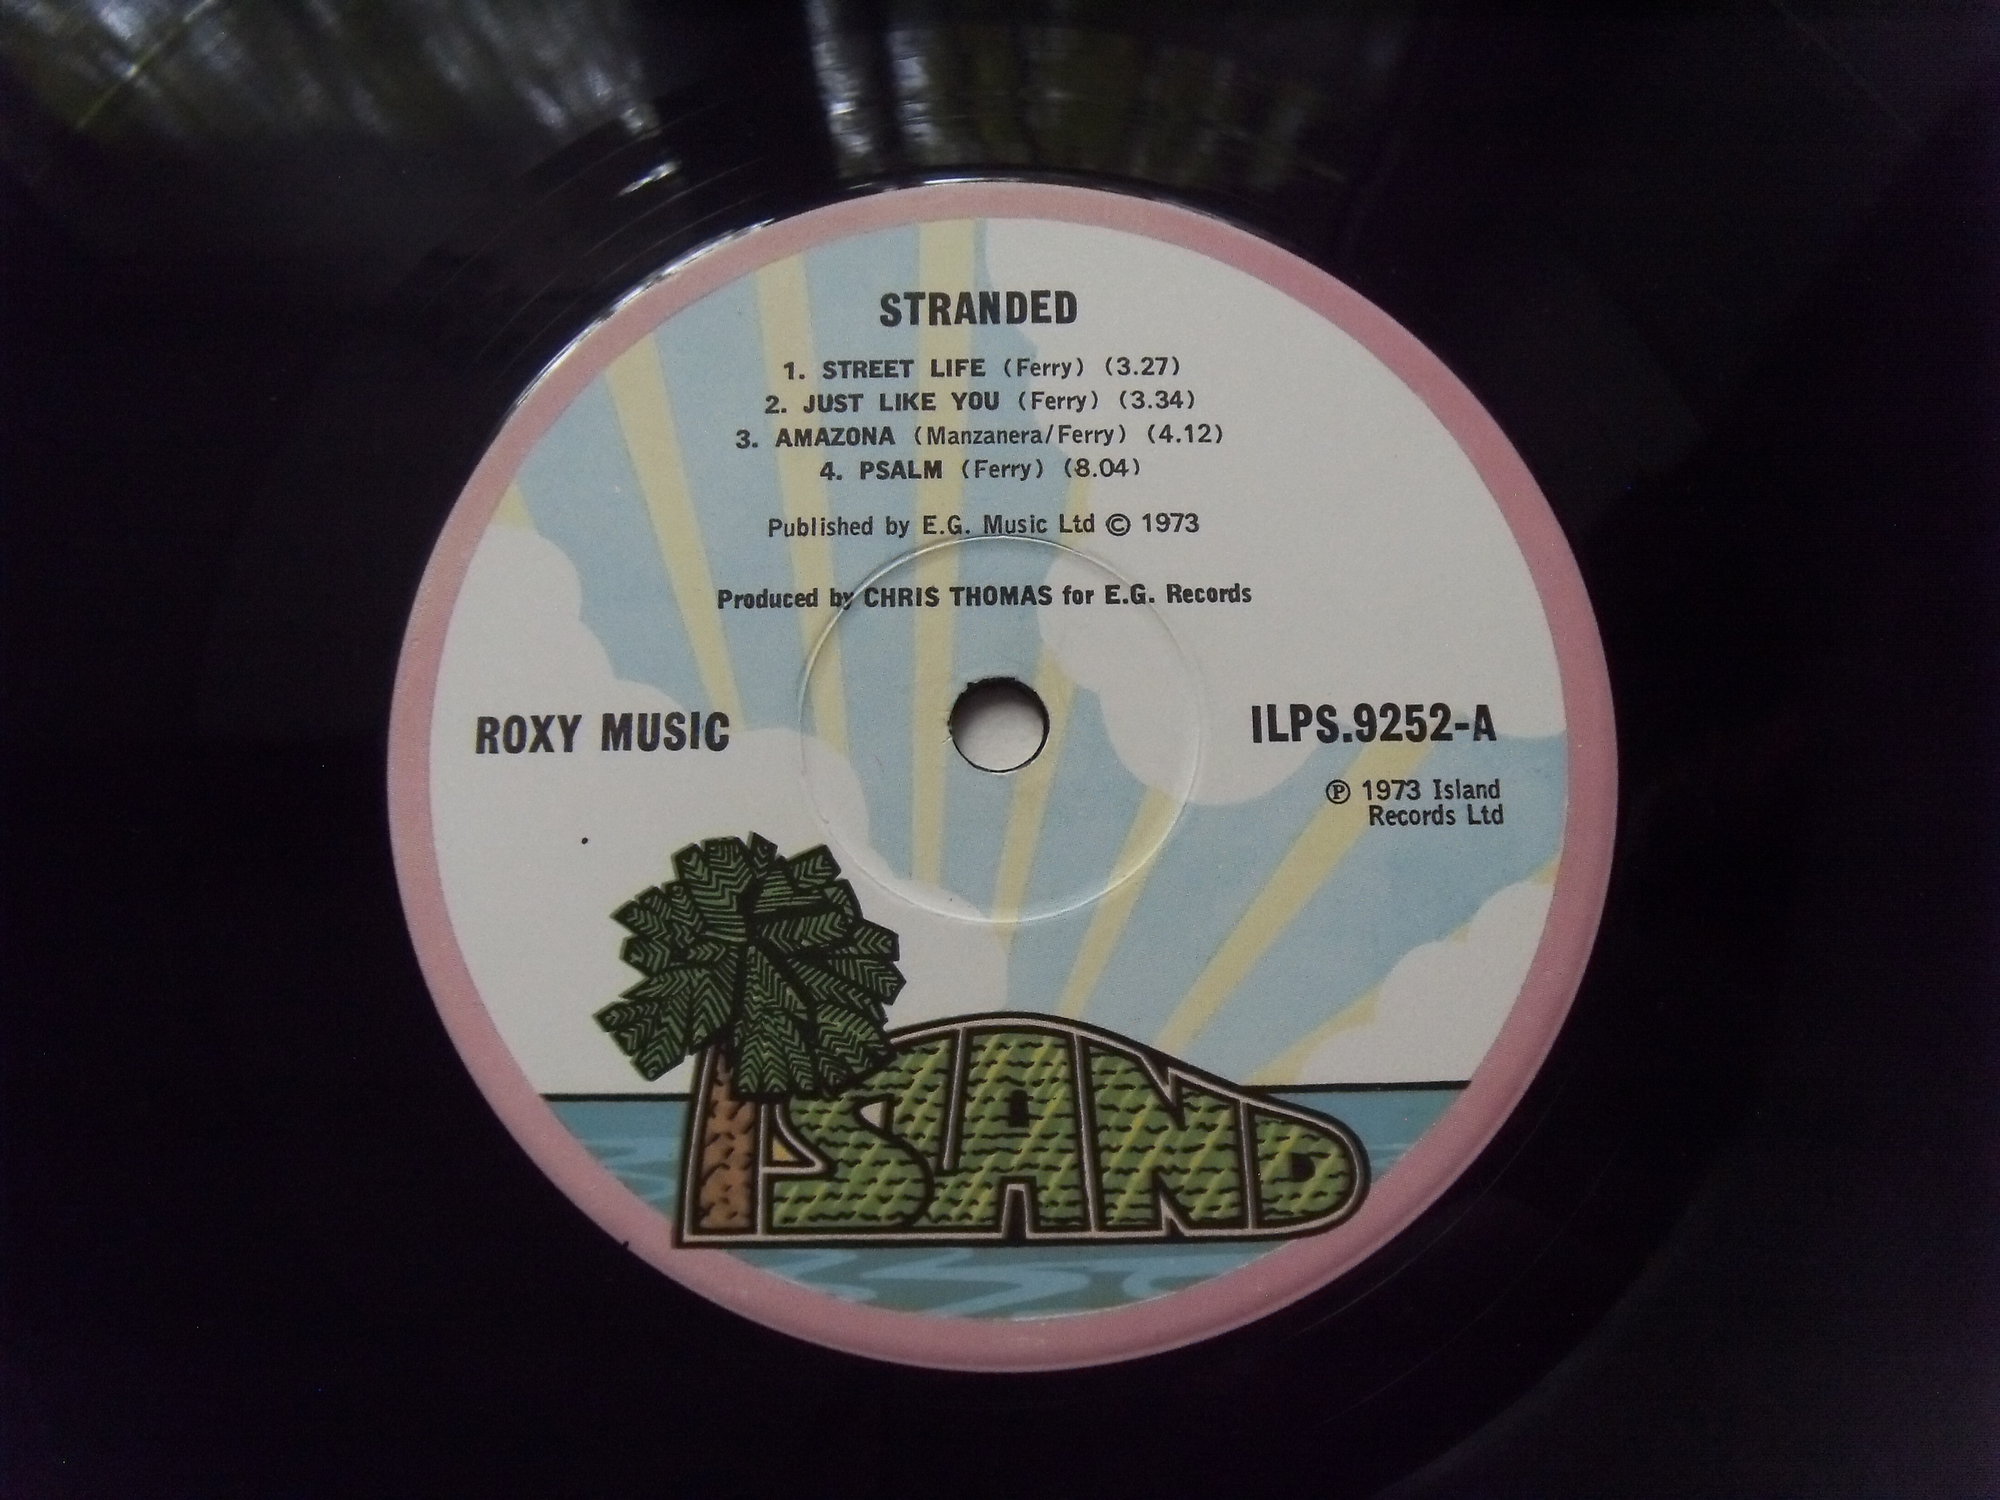 STRANDED
1. STREET LIFE (Ferry) (3.27)
2. JUST LIKE YOU (Ferry) (3.34)
3. AMAZONA (Manzanera/Ferry) (4.12)
4. PSALM (Ferry) (8.04)
Published by E.G. Music Ltd © 1973
Produced by CHRIS THOMAS for E.G. Records
ROXY MUSIC
ILPS.9252-A
℗ 1973 Island
Records Ltd
ISLAND